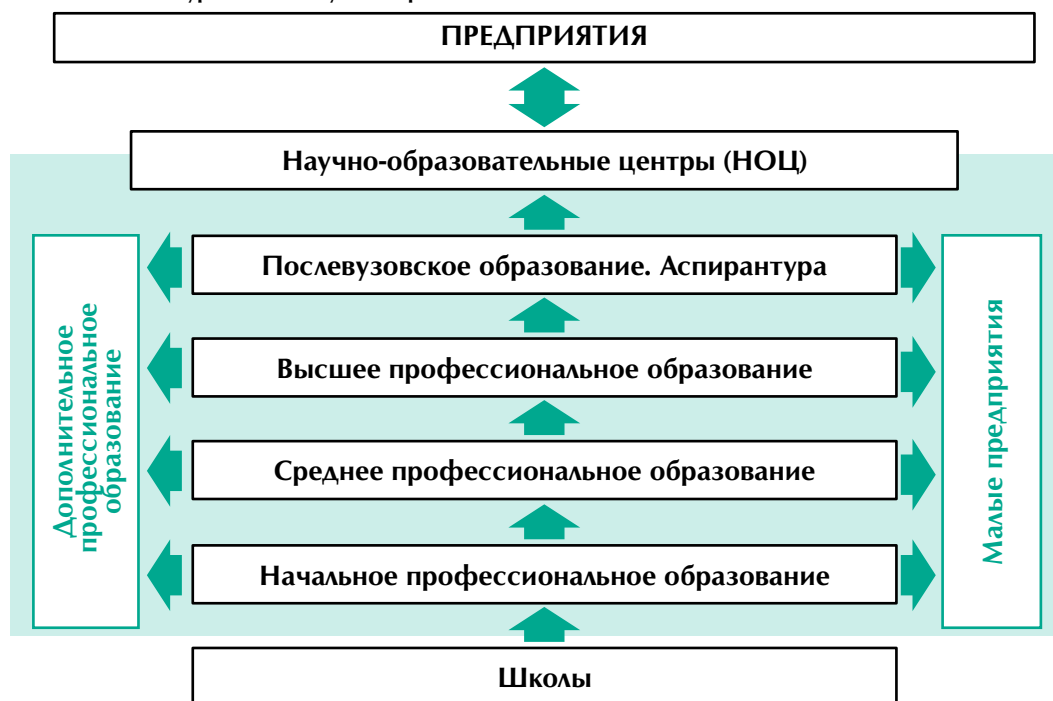 ПРЕДПРИЯТИЯ
Научно-образовательные центры (НОЦ)
Послевузовское образование. Аспирантура
Высшее профессиональное образование
Среднее профессиональное образование
Начальное профессиональное образование
Школы
Дополнительное
профессиональное
образование
Малые предприятия